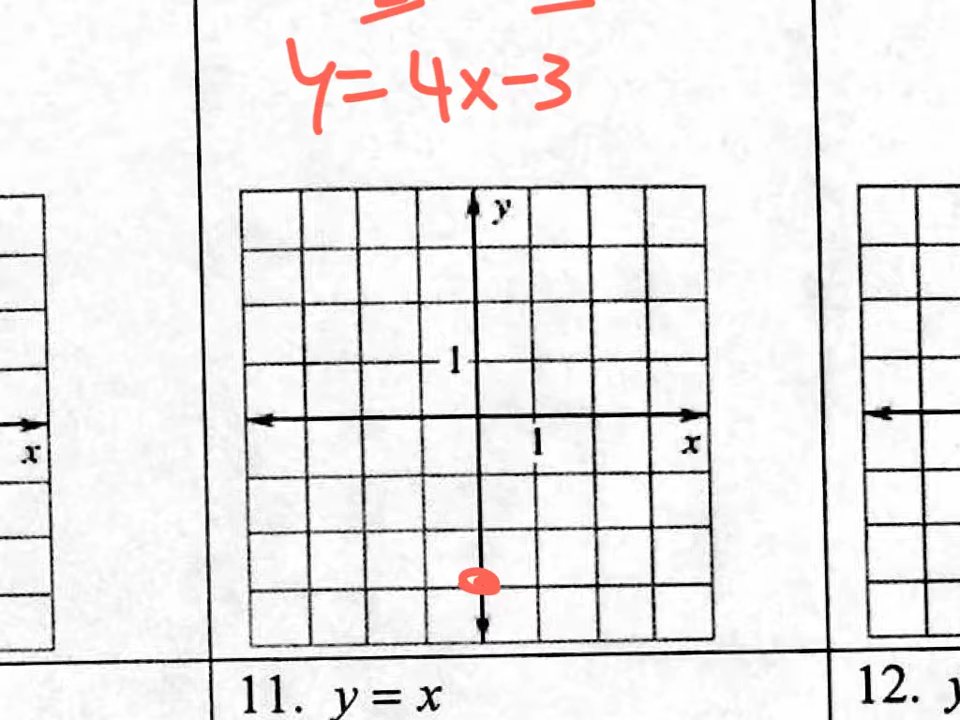 y = 4x-3
y
1
1
x
x
11. y = x
12. y